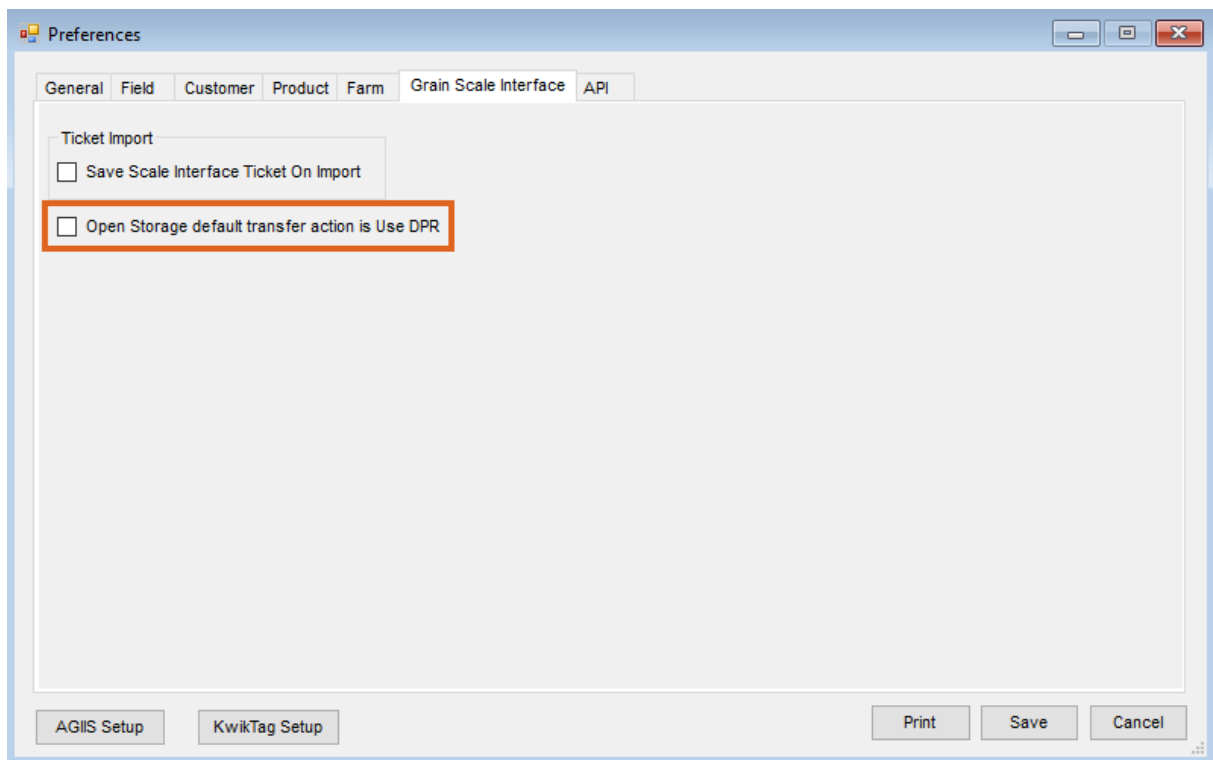 Preferences
General Field Customer Product Farm Grain Scale Interface API
Ticket Import
Save Scale Interface Ticket On Import
Open Storage default transfer action is Use DPR
AGIIS Setup KwikTag Setup Print Save Cancel